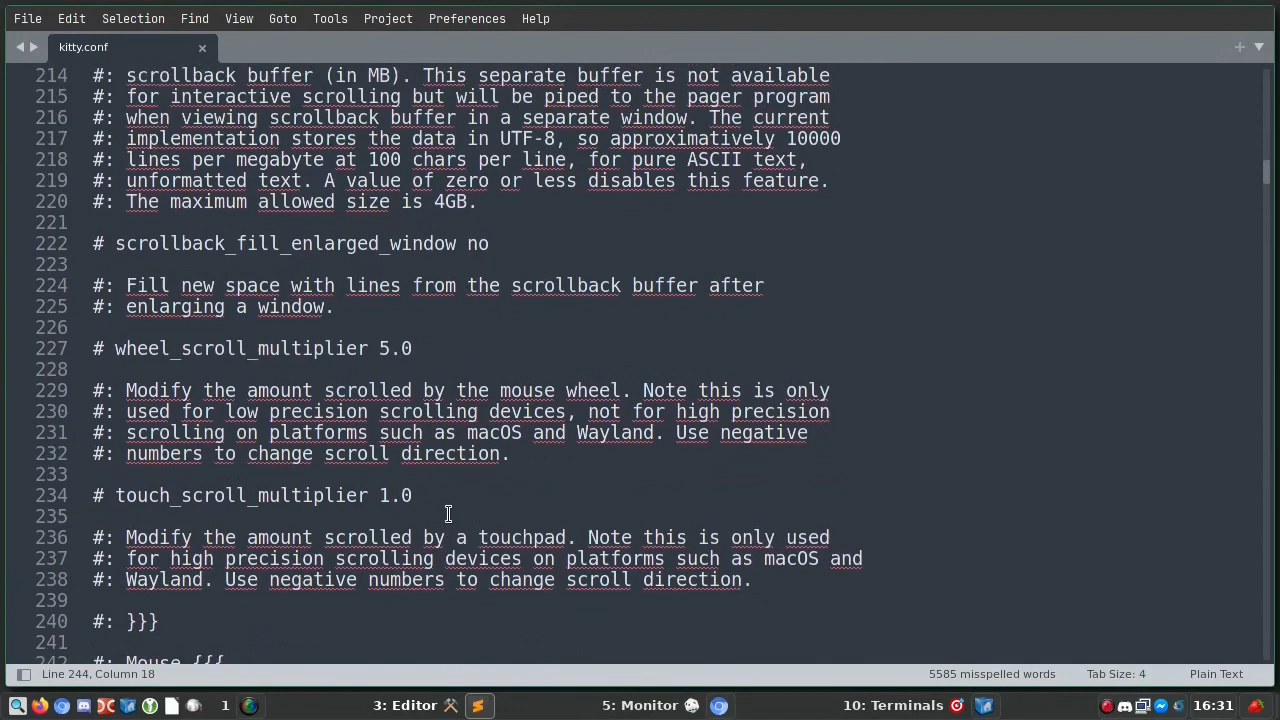 File Edit Selection Find View Goto Tools Project Preferences Help
kitty.conf
214 #: scrollback buffer (in MB). This separate buffer is not available
215 #: for interactive scrolling but will be piped to the pager program
216 #: when viewing scrollback buffer in a separate window. The current
217 #: implementation stores the data in UTF-8, so approximatively 10000
218 #: lines per megabyte at 100 chars per line, for pure ASCII text,
219 #: unformatted text. A value of zero or less disables this feature.
220 #: The maximum allowed size is 4GB.
221
222 # scrollback_fill_enlarged_window no
223
224 #: Fill new space with lines from the scrollback buffer after
225 #: enlarging a window.
226
227 # wheel_scroll_multiplier 5.0
228
229 #: Modify the amount scrolled by the mouse wheel. Note this is only
230 #: used for low precision scrolling devices, not for high precision
231 #: scrolling on platforms such as macOS and Wayland. Use negative
232 #: numbers to change scroll direction.
233
234 # touch_scroll_multiplier 1.0
235
236 #: Modify the amount scrolled by a touchpad. Note this is only used
237 #: for high precision scrolling devices on platforms such as macOS and
238 #: Wayland. Use negative numbers to change scroll direction.
239
240 #: }}}
241
242 #: Mouse {{{
Line 244, Column 18 5585 misspelled words Tab Size: 4 Plain Text
1 3: Editor 5: Monitor 10: Terminals 16:31